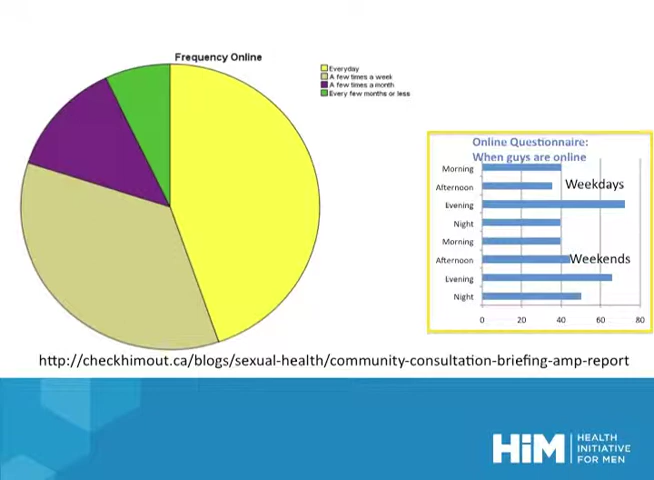 Frequency Online
Everyday
A few times a week
A few times a month
Every few months or less
Online Questionnaire:
When guys are online
Morning
Afternoon
Weekdays
Evening
Night
Morning
Afternoon
Weekends
Evening
Night
0 20 40 60 80
http://checkhimout.ca/blogs/sexual-health/community-consultation-briefing-amp-report
HiM
HEALTH
INITIATIVE
FOR MEN